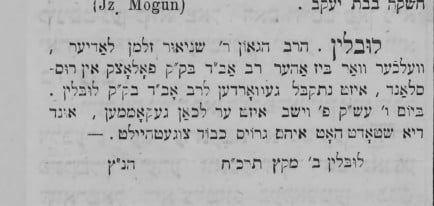 חשקה בבת יעקב . (Jz. Mogun)
לובלין . הרב הגאון ר' שניאור זלמן לאדיער ,
וועלכער וואר ביז אהער רב אב"ד בק"ק פאלאצק אין רוס-
סלאנד , איזט נתקבל געווארדען לרב אב"ד בק"ק לובלין .
ביום ו' עש"ק פ' וישב איזט ער לכאן געקאממען , אונד
דיא שטאדט האט איהם גרויס כבוד צוגעטהיילט . —
לובלין ב' מקץ תרכ"ח הנ"ץ